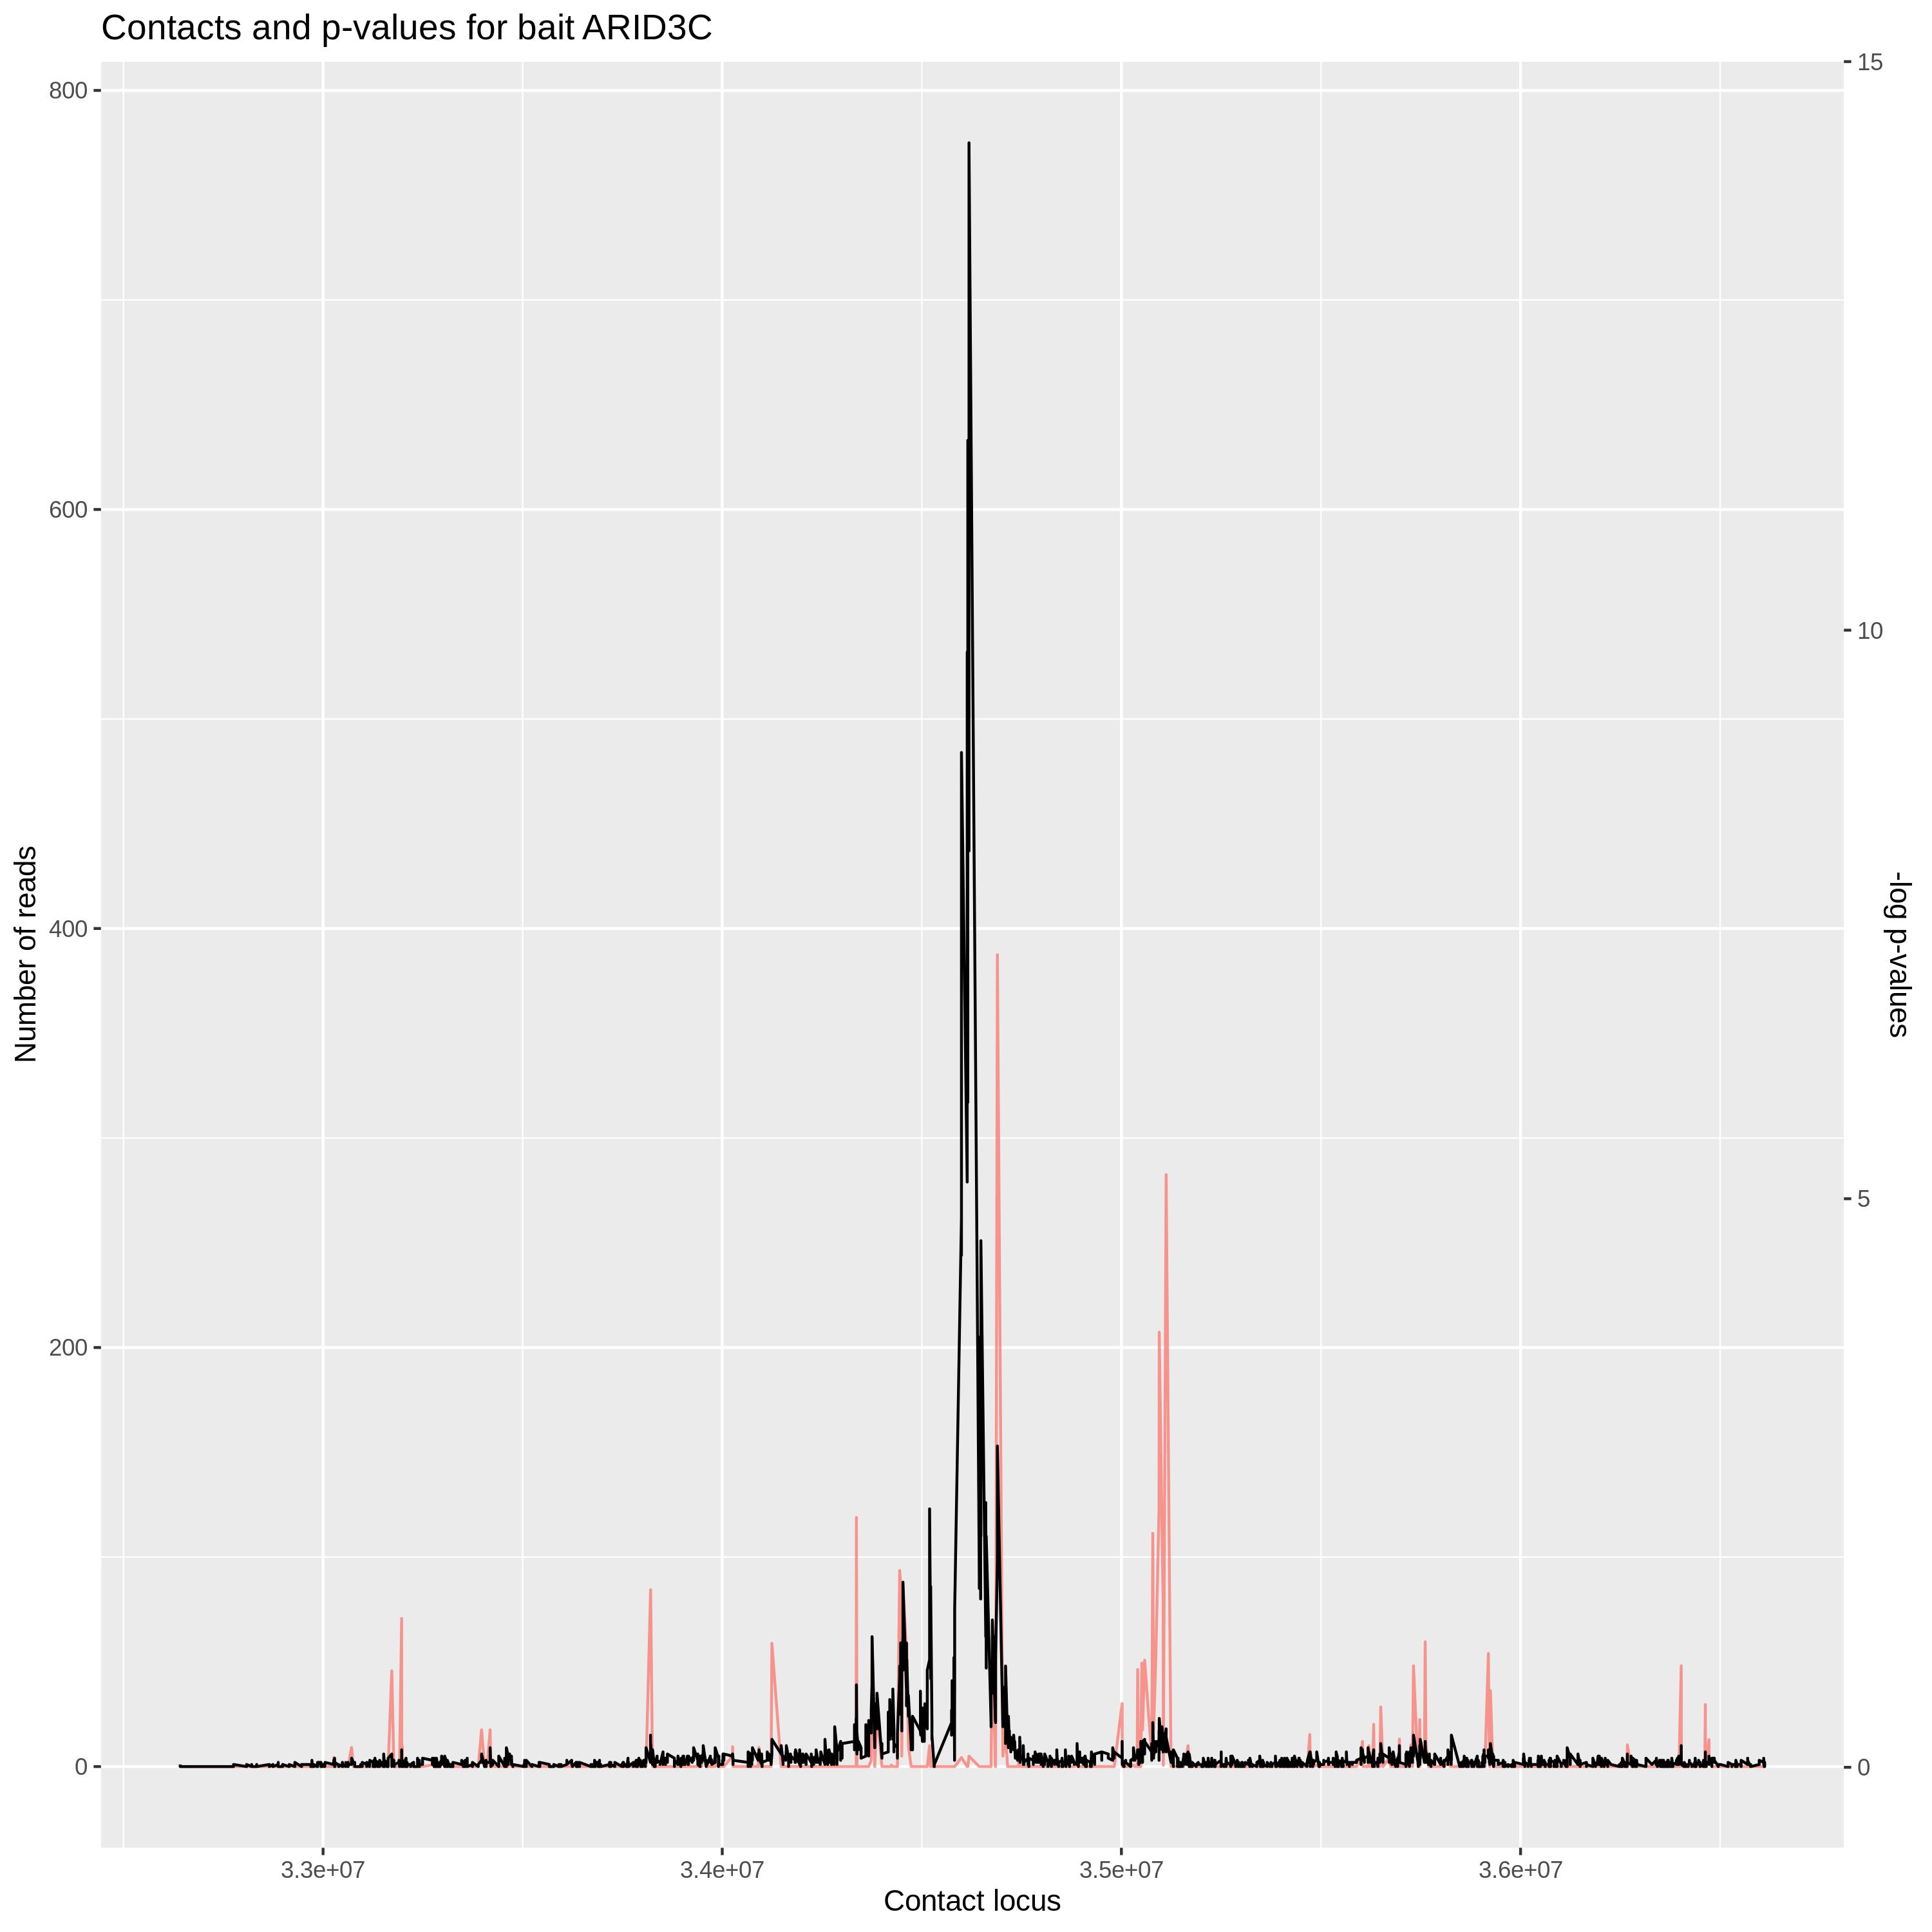 Contacts and p-values for bait ARID3C
800
600
400
200
0
Number of reads
15
10
5
0
-log p-values
3.3e+07
3.4e+07
3.5e+07
3.6e+07
Contact locus